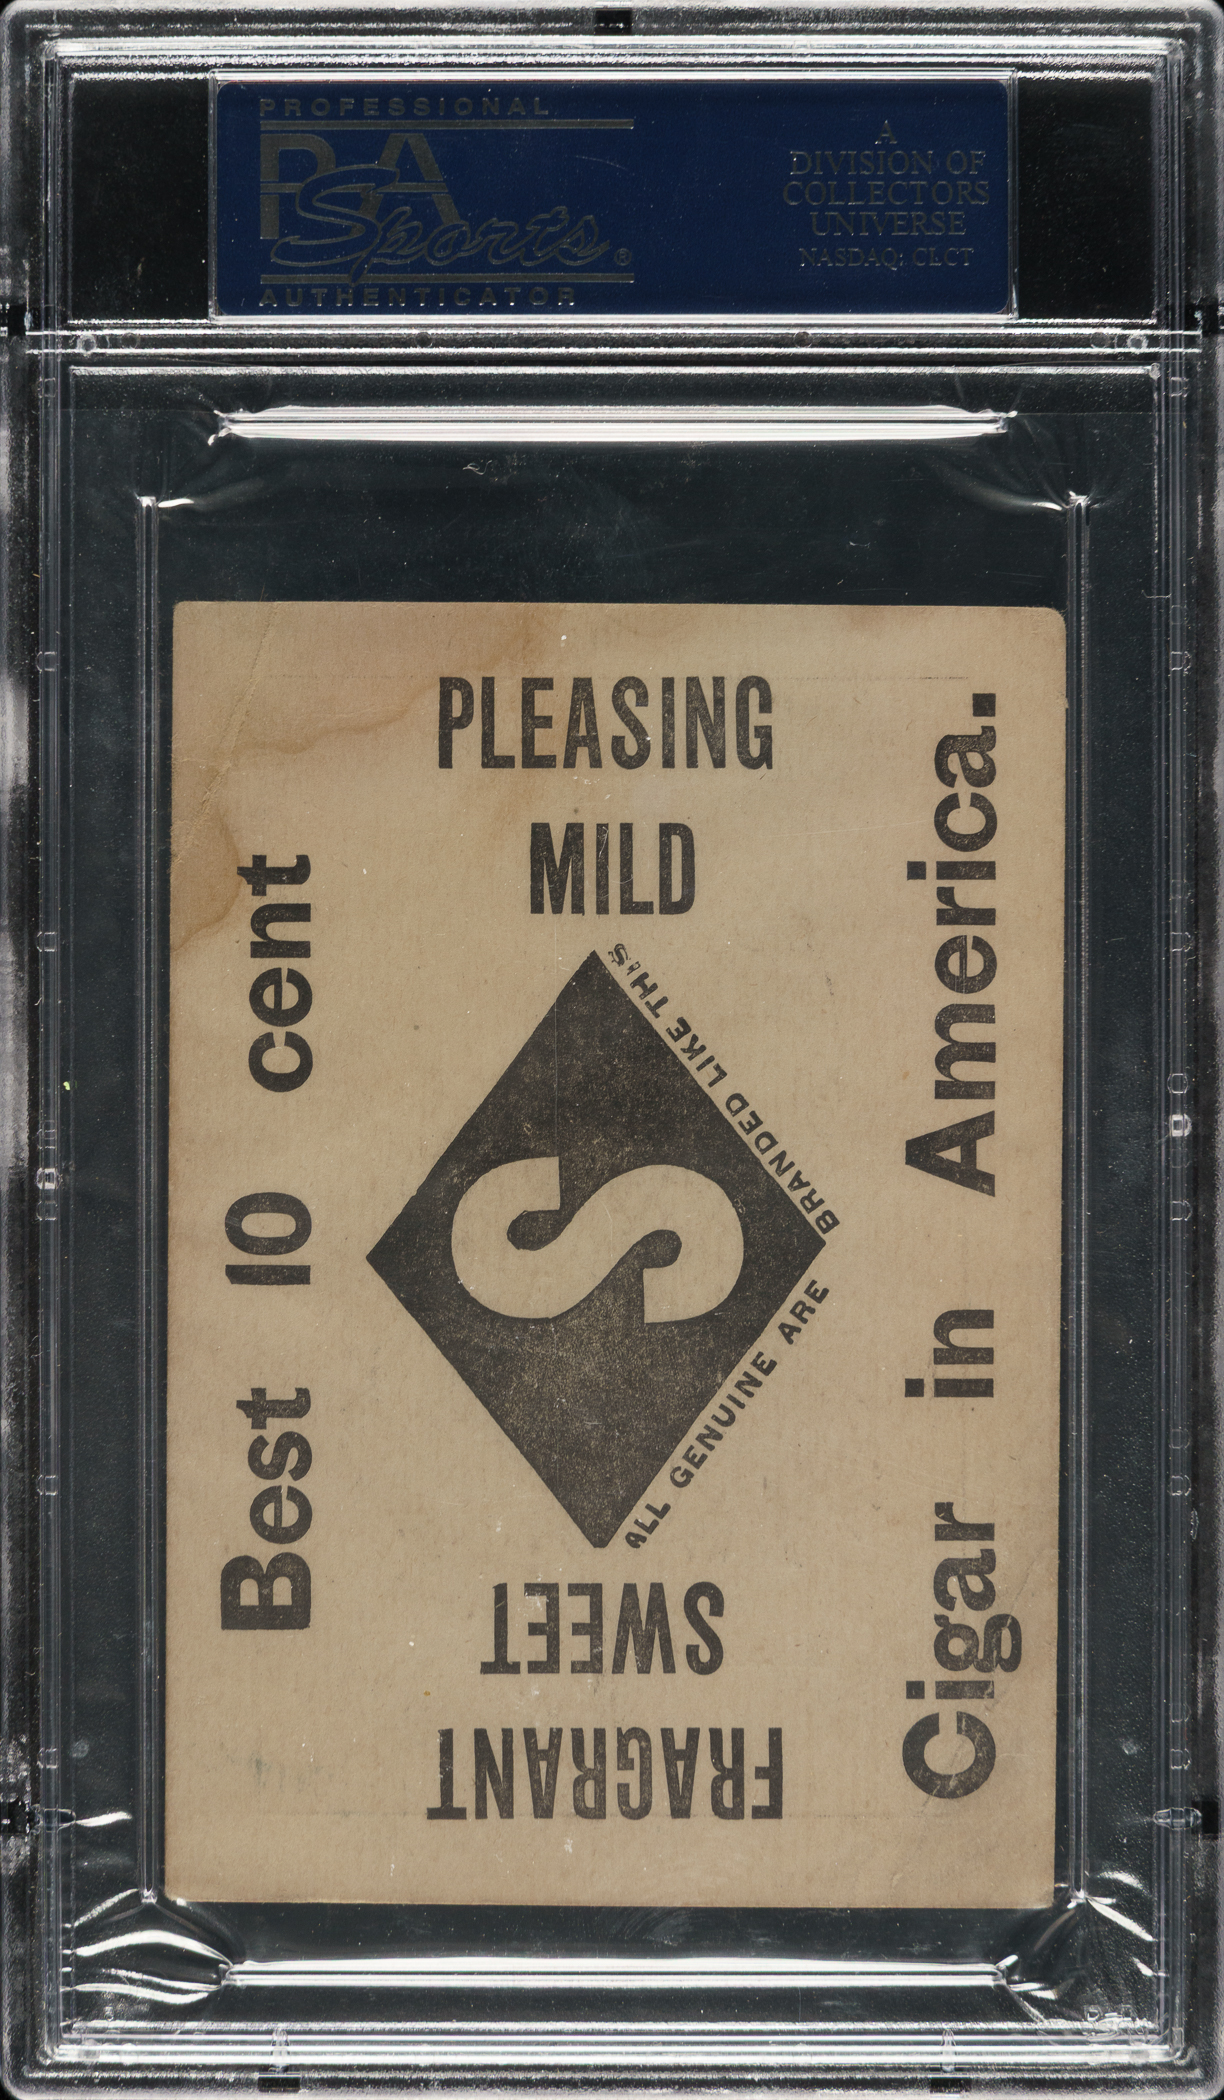 PROFESSIONAL
PSA
Sports®
AUTHENTICATOR
A
DIVISION OF
COLLECTORS
UNIVERSE
NASDAQ: CLCT
PLEASING
MILD
Best 10 cent
ALL GENUINE ARE BRANDED LIKE THIS
S
SWEET
FRAGRANT
Cigar in America.